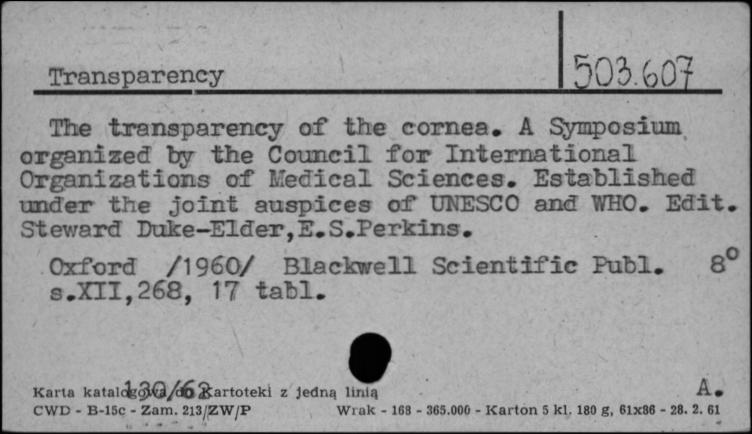 Transparency 503.607
The transparency of the cornea. A Symposium
organized by the Council for International
Organizations of Medical Sciences. Established
under the joint auspices of UNESCO and WHO. Edit.
Steward Duke-Elder,E.S.Perkins.
Oxford /1960/ Blackwell Scientific Publ. 8°
s.XII,268, 17 tabl.
130/62 A.
Karta katalogowa do Kartoteki z jedną linią
CWD - B-15c - Zam. 213/ZW/P Wrak - 168 - 365.000 - Karton 5 kl. 180 g, 61x86 - 28. 2. 61